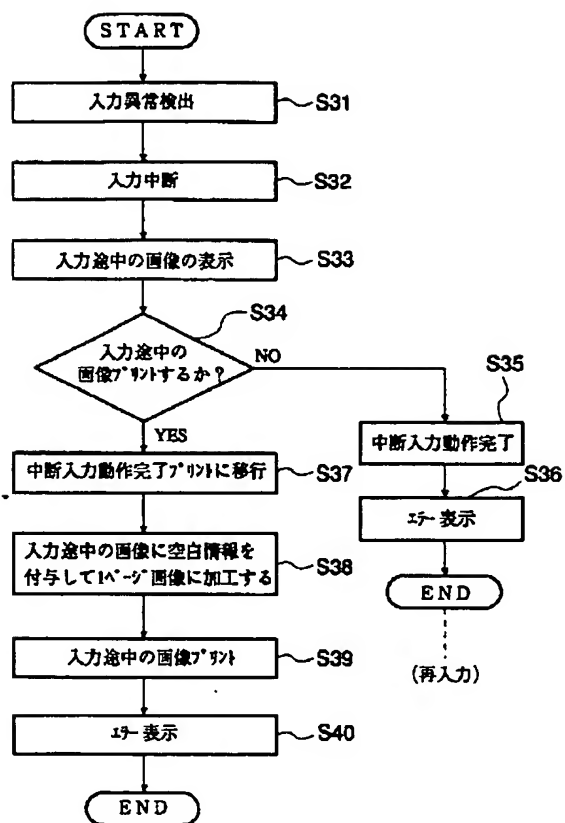 START
入力異常検出
S31
入力中断
S32
入力途中の画像の表示
S33
S34
入力途中の
画像プリントするか?
NO
YES
S35
中断入力動作完了
S36
エラー表示
END
(再入力)
中断入力動作完了プリントに移行
S37
入力途中の画像に空白情報を
付与して1ページ画像に加工する
S38
入力途中の画像プリント
S39
エラー表示
S40
END